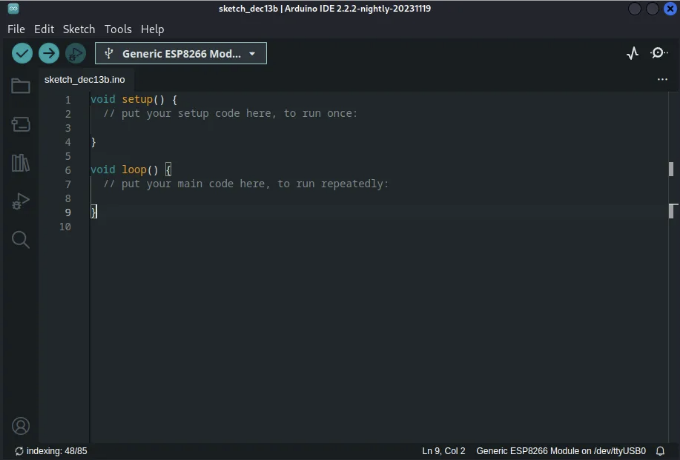 sketch_dec13b | Arduino IDE 2.2.2-nightly-20231119
File Edit Sketch Tools Help
Generic ESP8266 Mod...
sketch_dec13b.ino
1 void setup() {
2 // put your setup code here, to run once:
3
4 }
5
6 void loop() {
7 // put your main code here, to run repeatedly:
8
9 }
10
indexing: 48/85 Ln 9, Col 2 Generic ESP8266 Module on /dev/ttyUSB0